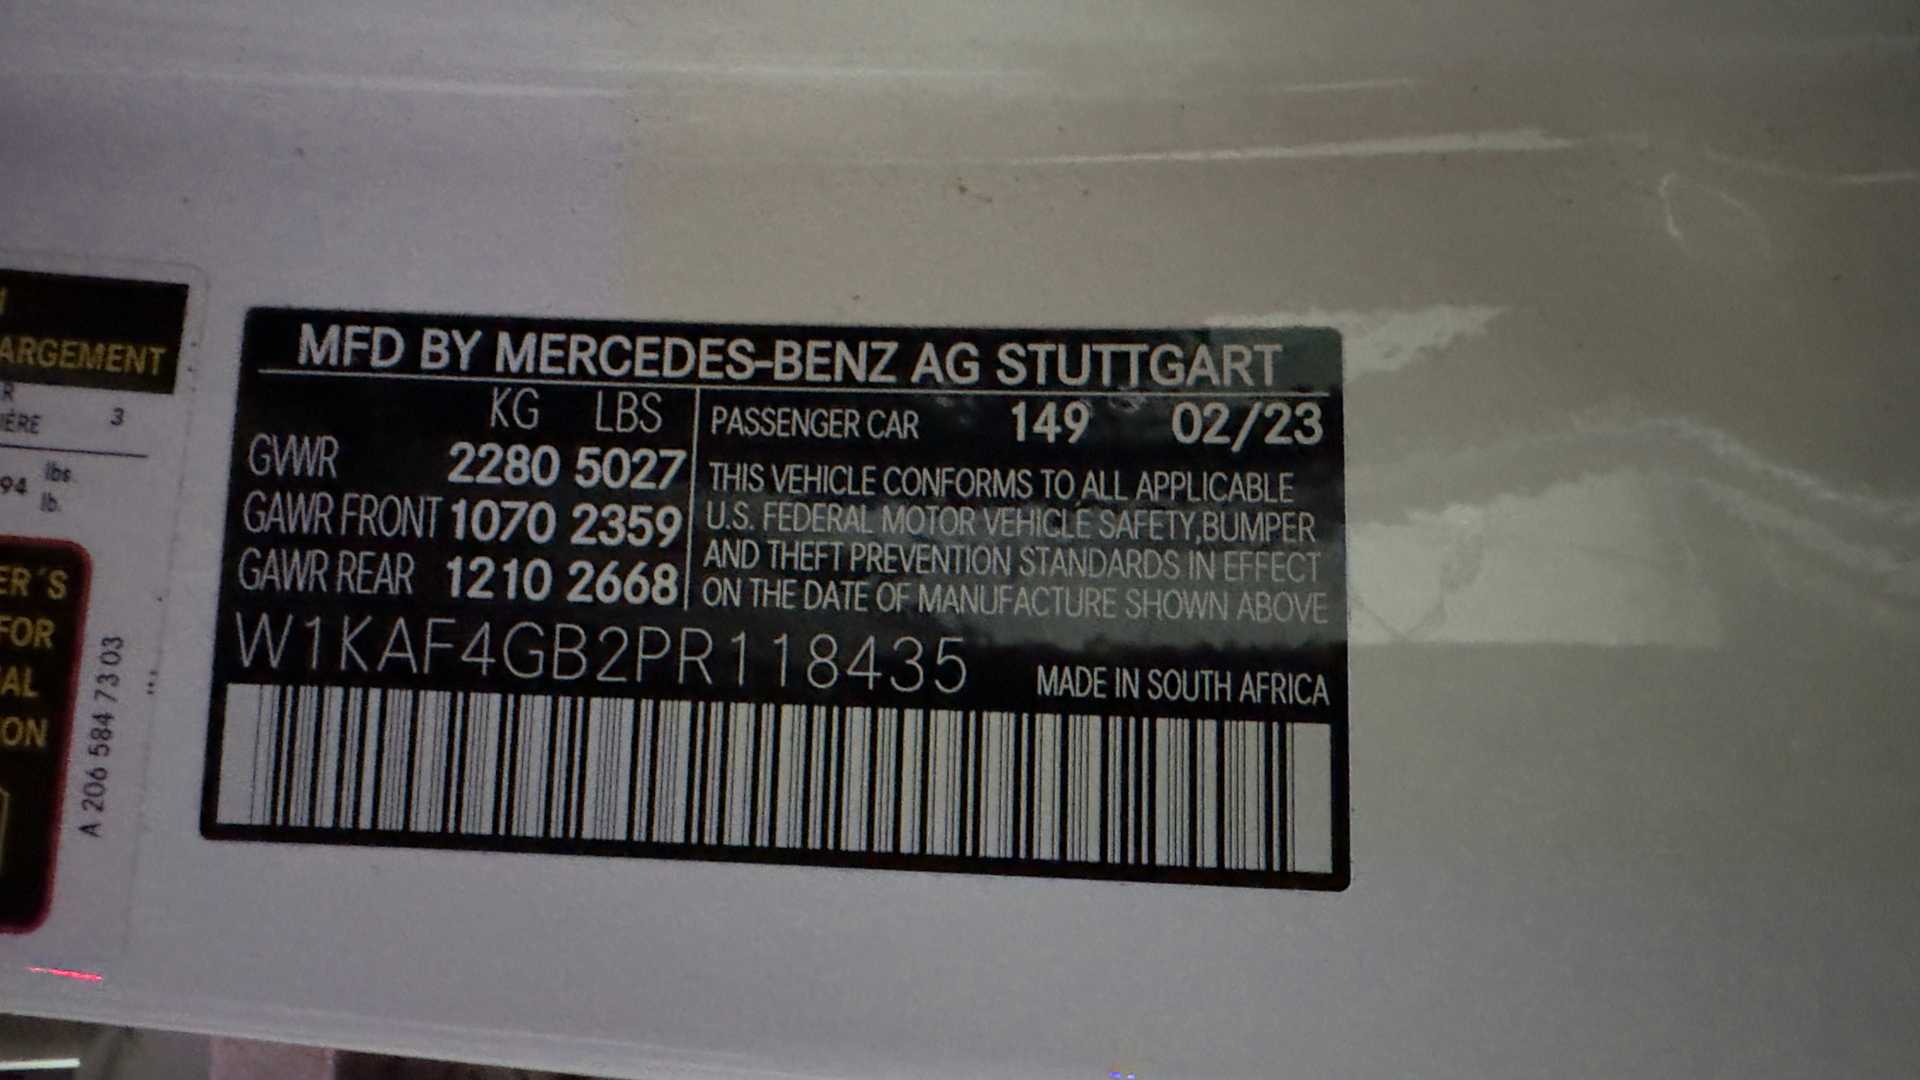 ARGEMENT
R
IÈRE 3
94 lbs.
lb.
ER'S
FOR
IAL
ION
A 206 584 73 03
MFD BY MERCEDES-BENZ AG STUTTGART
KG LBS
GVWR 2280 5027
GAWR FRONT 1070 2359
GAWR REAR 1210 2668
PASSENGER CAR 149 02/23
THIS VEHICLE CONFORMS TO ALL APPLICABLE
U.S. FEDERAL MOTOR VEHICLE SAFETY,BUMPER
AND THEFT PREVENTION STANDARDS IN EFFECT
ON THE DATE OF MANUFACTURE SHOWN ABOVE
W1KAF4GB2PR118435
MADE IN SOUTH AFRICA